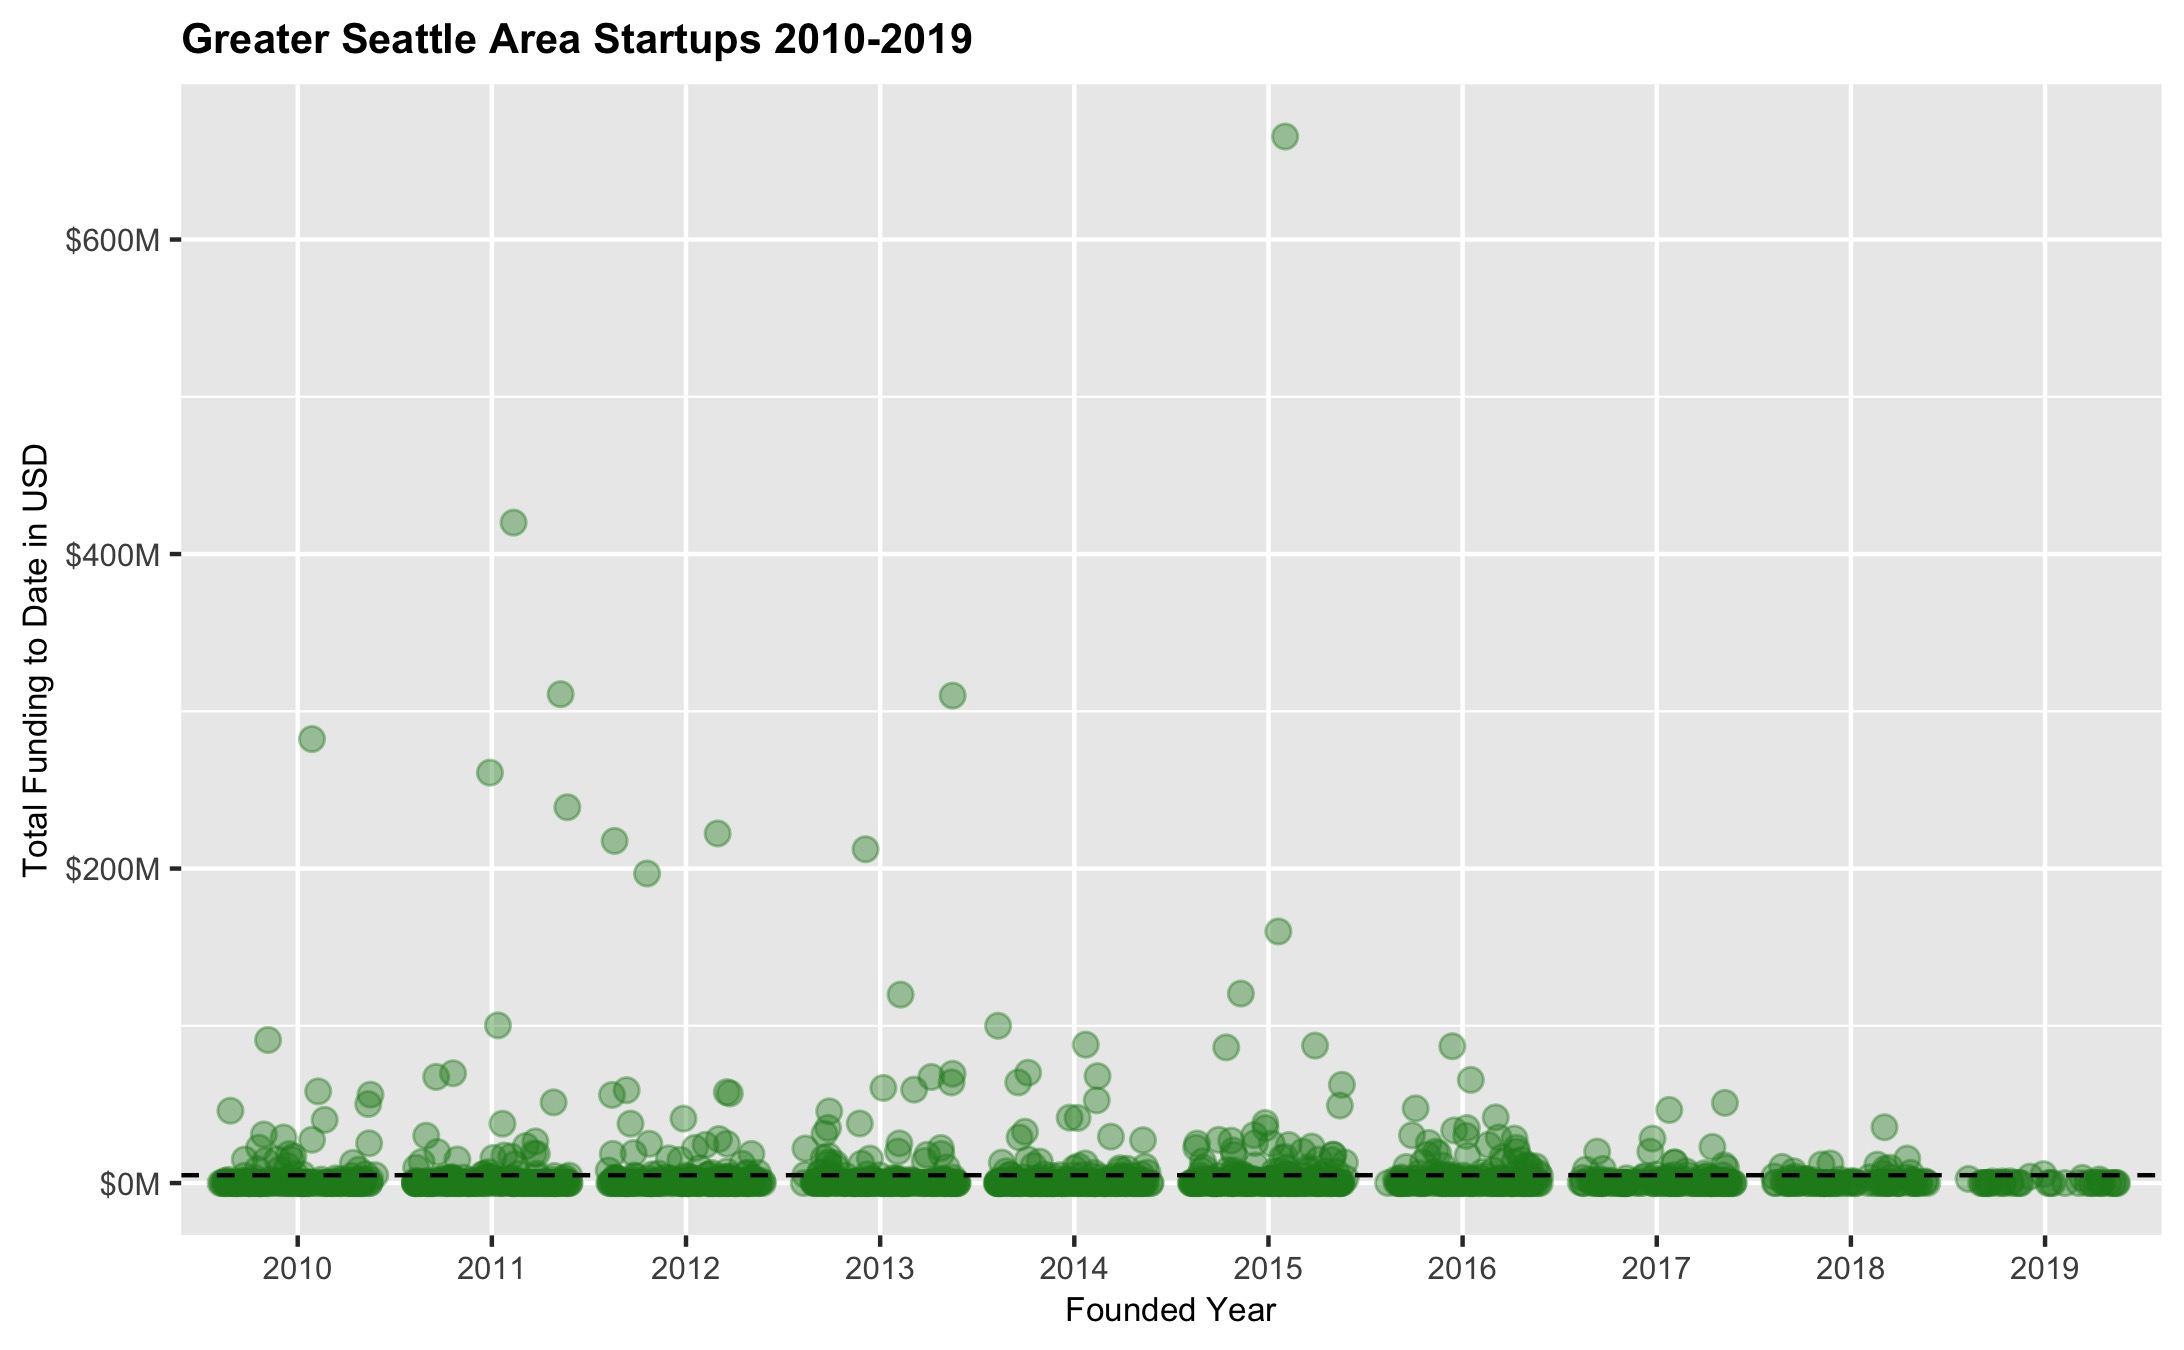 Greater Seattle Area Startups 2010-2019
Total Funding to Date in USD
$600M
$400M
$200M
$0M
2010 2011 2012 2013 2014 2015 2016 2017 2018 2019
Founded Year